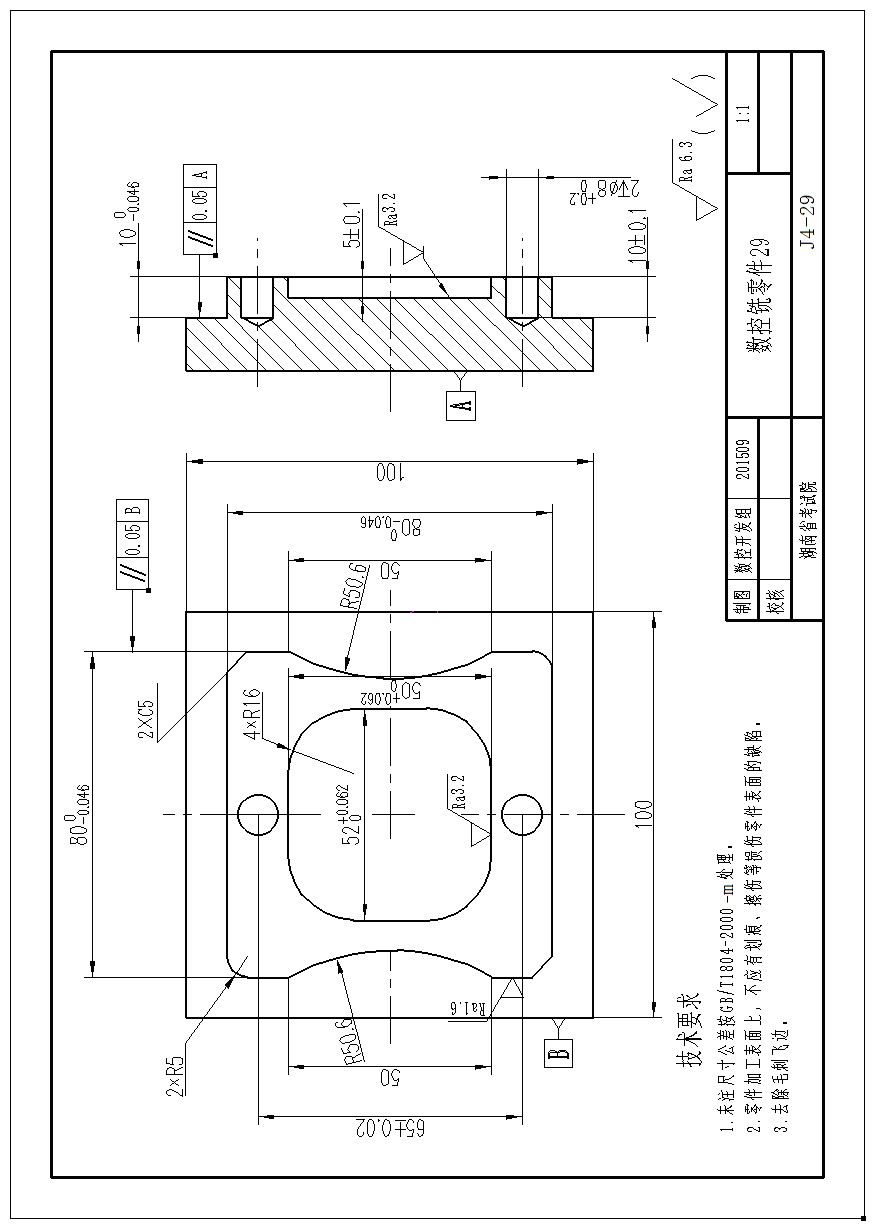 100
80 0 -0.046
50
R50.6
// 0.05 B
2×C5
80 0 -0.046
50 +0.062 0
4×R16
52 +0.062 0
Ra3.2
100
2×R5
R50.6
Ra1.6
50
65±0.02
B
10 0 -0.046
// 0.05 A
5±0.1
Ra3.2
2↧⌀8 +0.2 0
10±0.1
A
Ra 6.3 (√)
技术要求
1.未注尺寸公差按GB/T1804-2000-m处理。
2.零件加工表面上，不应有划痕、擦伤等损伤零件表面的缺陷。
3.去除毛刺飞边。
制图 数控开发组 201509
校核
数控铣零件29
1:1
湖南省考试院
J4-29